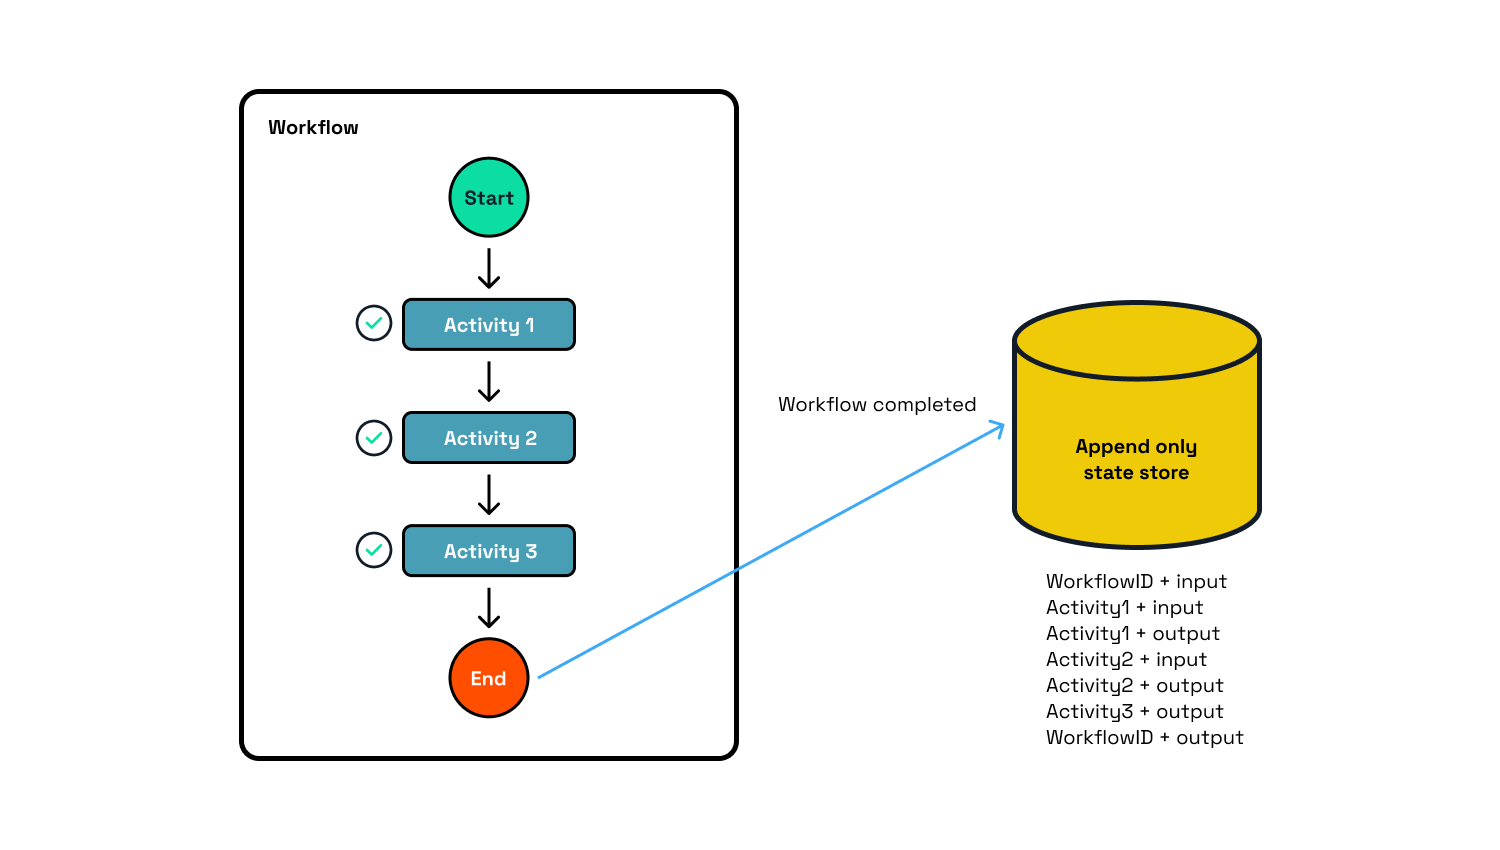 Workflow
Start
Activity 1
Activity 2
Activity 3
End
Workflow completed
Append only
state store
WorkflowID + input
Activity1 + input
Activity1 + output
Activity2 + input
Activity2 + output
Activity3 + output
WorkflowID + output